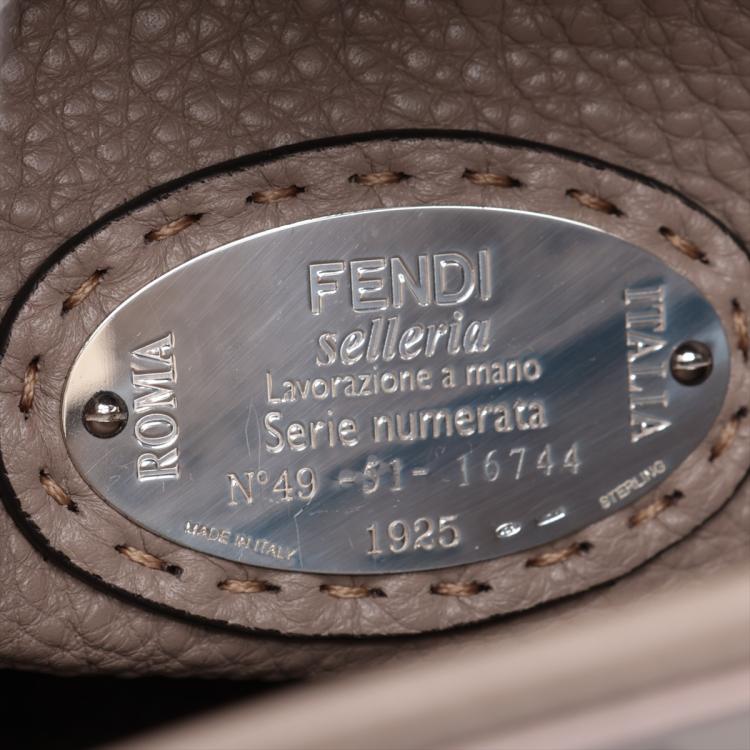 FENDI
selleria
Lavorazione a mano
Serie numerata
N°49 -51- 16744
1925
ROMA
ITALIA
MADE IN ITALY
STERLING